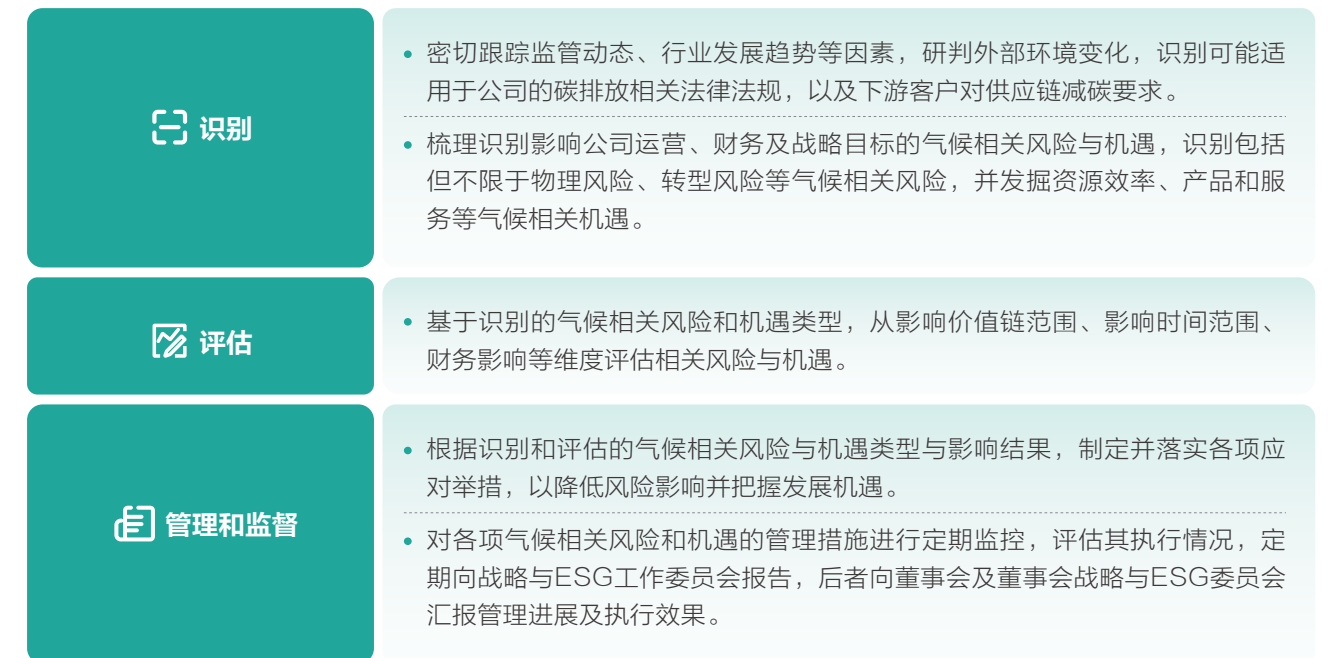 识别
密切跟踪监管动态、行业发展趋势等因素，研判外部环境变化，识别可能适
用于公司的碳排放相关法律法规，以及下游客户对供应链减碳要求。
梳理识别影响公司运营、财务及战略目标的气候相关风险与机遇，识别包括
但不限于物理风险、转型风险等气候相关风险，并发掘资源效率、产品和服
务等气候相关机遇。
评估
基于识别的气候相关风险和机遇类型，从影响价值链范围、影响时间范围、
财务影响等维度评估相关风险与机遇。
管理和监督
根据识别和评估的气候相关风险与机遇类型与影响结果，制定并落实各项应
对举措，以降低风险影响并把握发展机遇。
对各项气候相关风险和机遇的管理措施进行定期监控，评估其执行情况，定
期向战略与ESG工作委员会报告，后者向董事会及董事会战略与ESG委员会
汇报管理进展及执行效果。